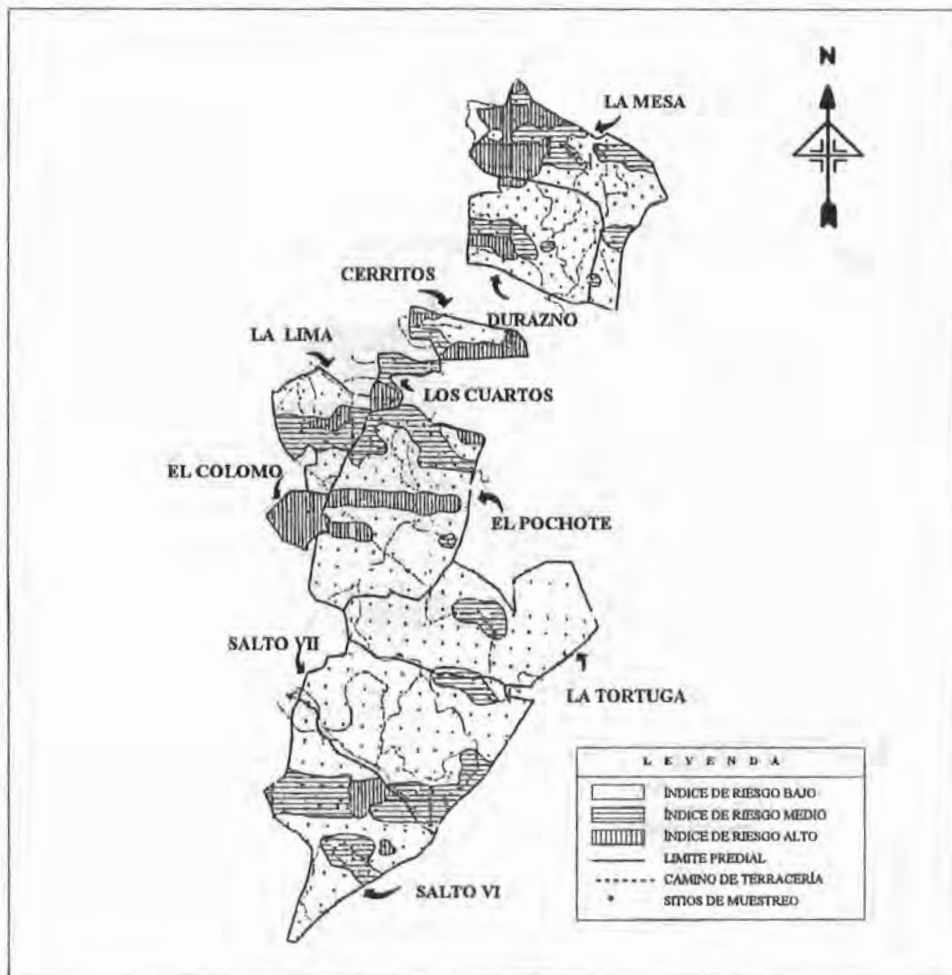 N
LA MESA
CERRITOS
DURAZNO
LA LIMA
LOS CUARTOS
EL COLOMO
EL POCHOTE
SALTO VII
LA TORTUGA
LEYENDA
ÍNDICE DE RIESGO BAJO
ÍNDICE DE RIESGO MEDIO
ÍNDICE DE RIESGO ALTO
LIMITE PREDIAL
CAMINO DE TERRACERÍA
SITIOS DE MUESTREO
SALTO VI